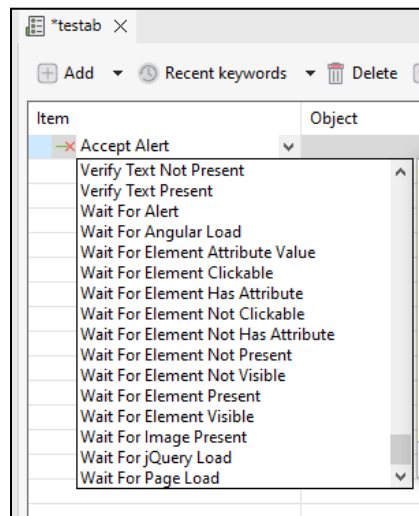 *testab
Add Recent keywords Delete
Item Object
Accept Alert
Verify Text Not Present
Verify Text Present
Wait For Alert
Wait For Angular Load
Wait For Element Attribute Value
Wait For Element Clickable
Wait For Element Has Attribute
Wait For Element Not Clickable
Wait For Element Not Has Attribute
Wait For Element Not Present
Wait For Element Not Visible
Wait For Element Present
Wait For Element Visible
Wait For Image Present
Wait For jQuery Load
Wait For Page Load